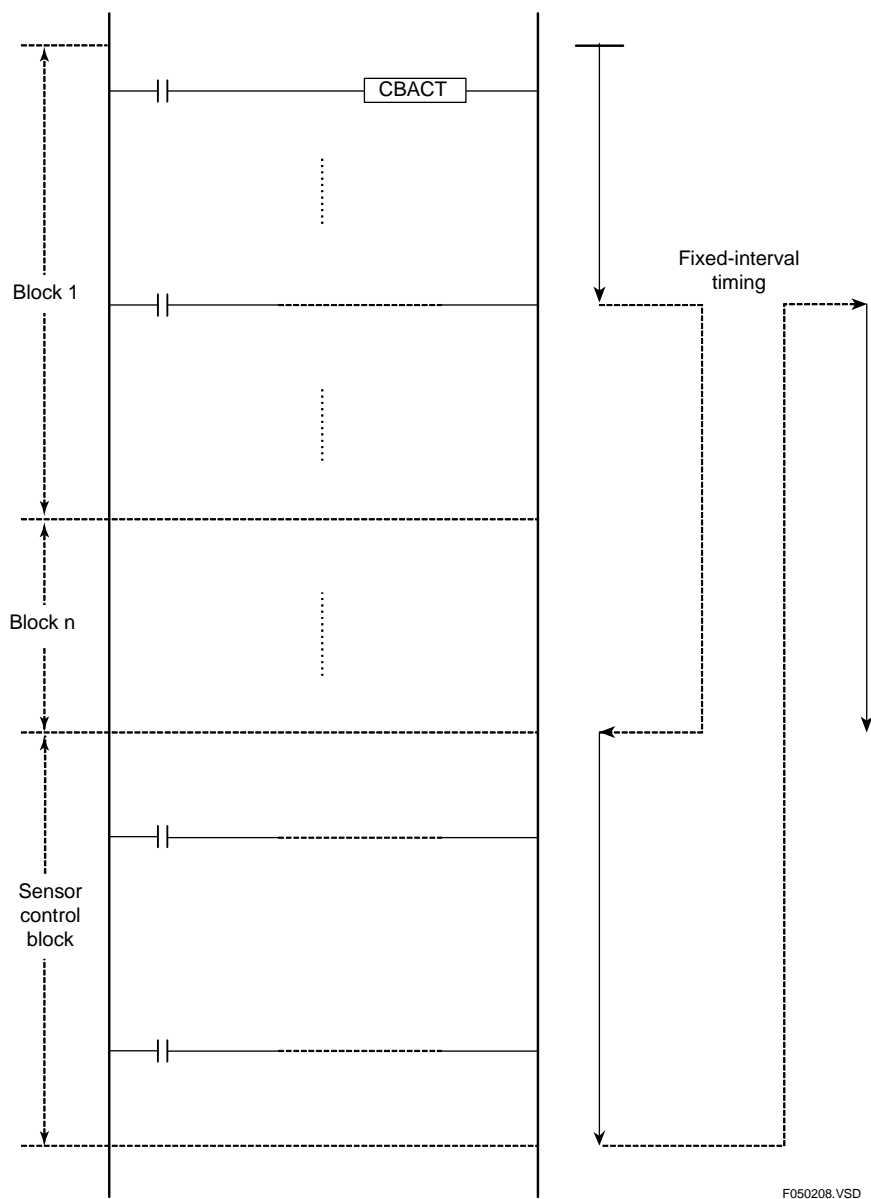 CBACT
Fixed-interval
timing
Block 1
Block n
Sensor
control
block
F050208.VSD